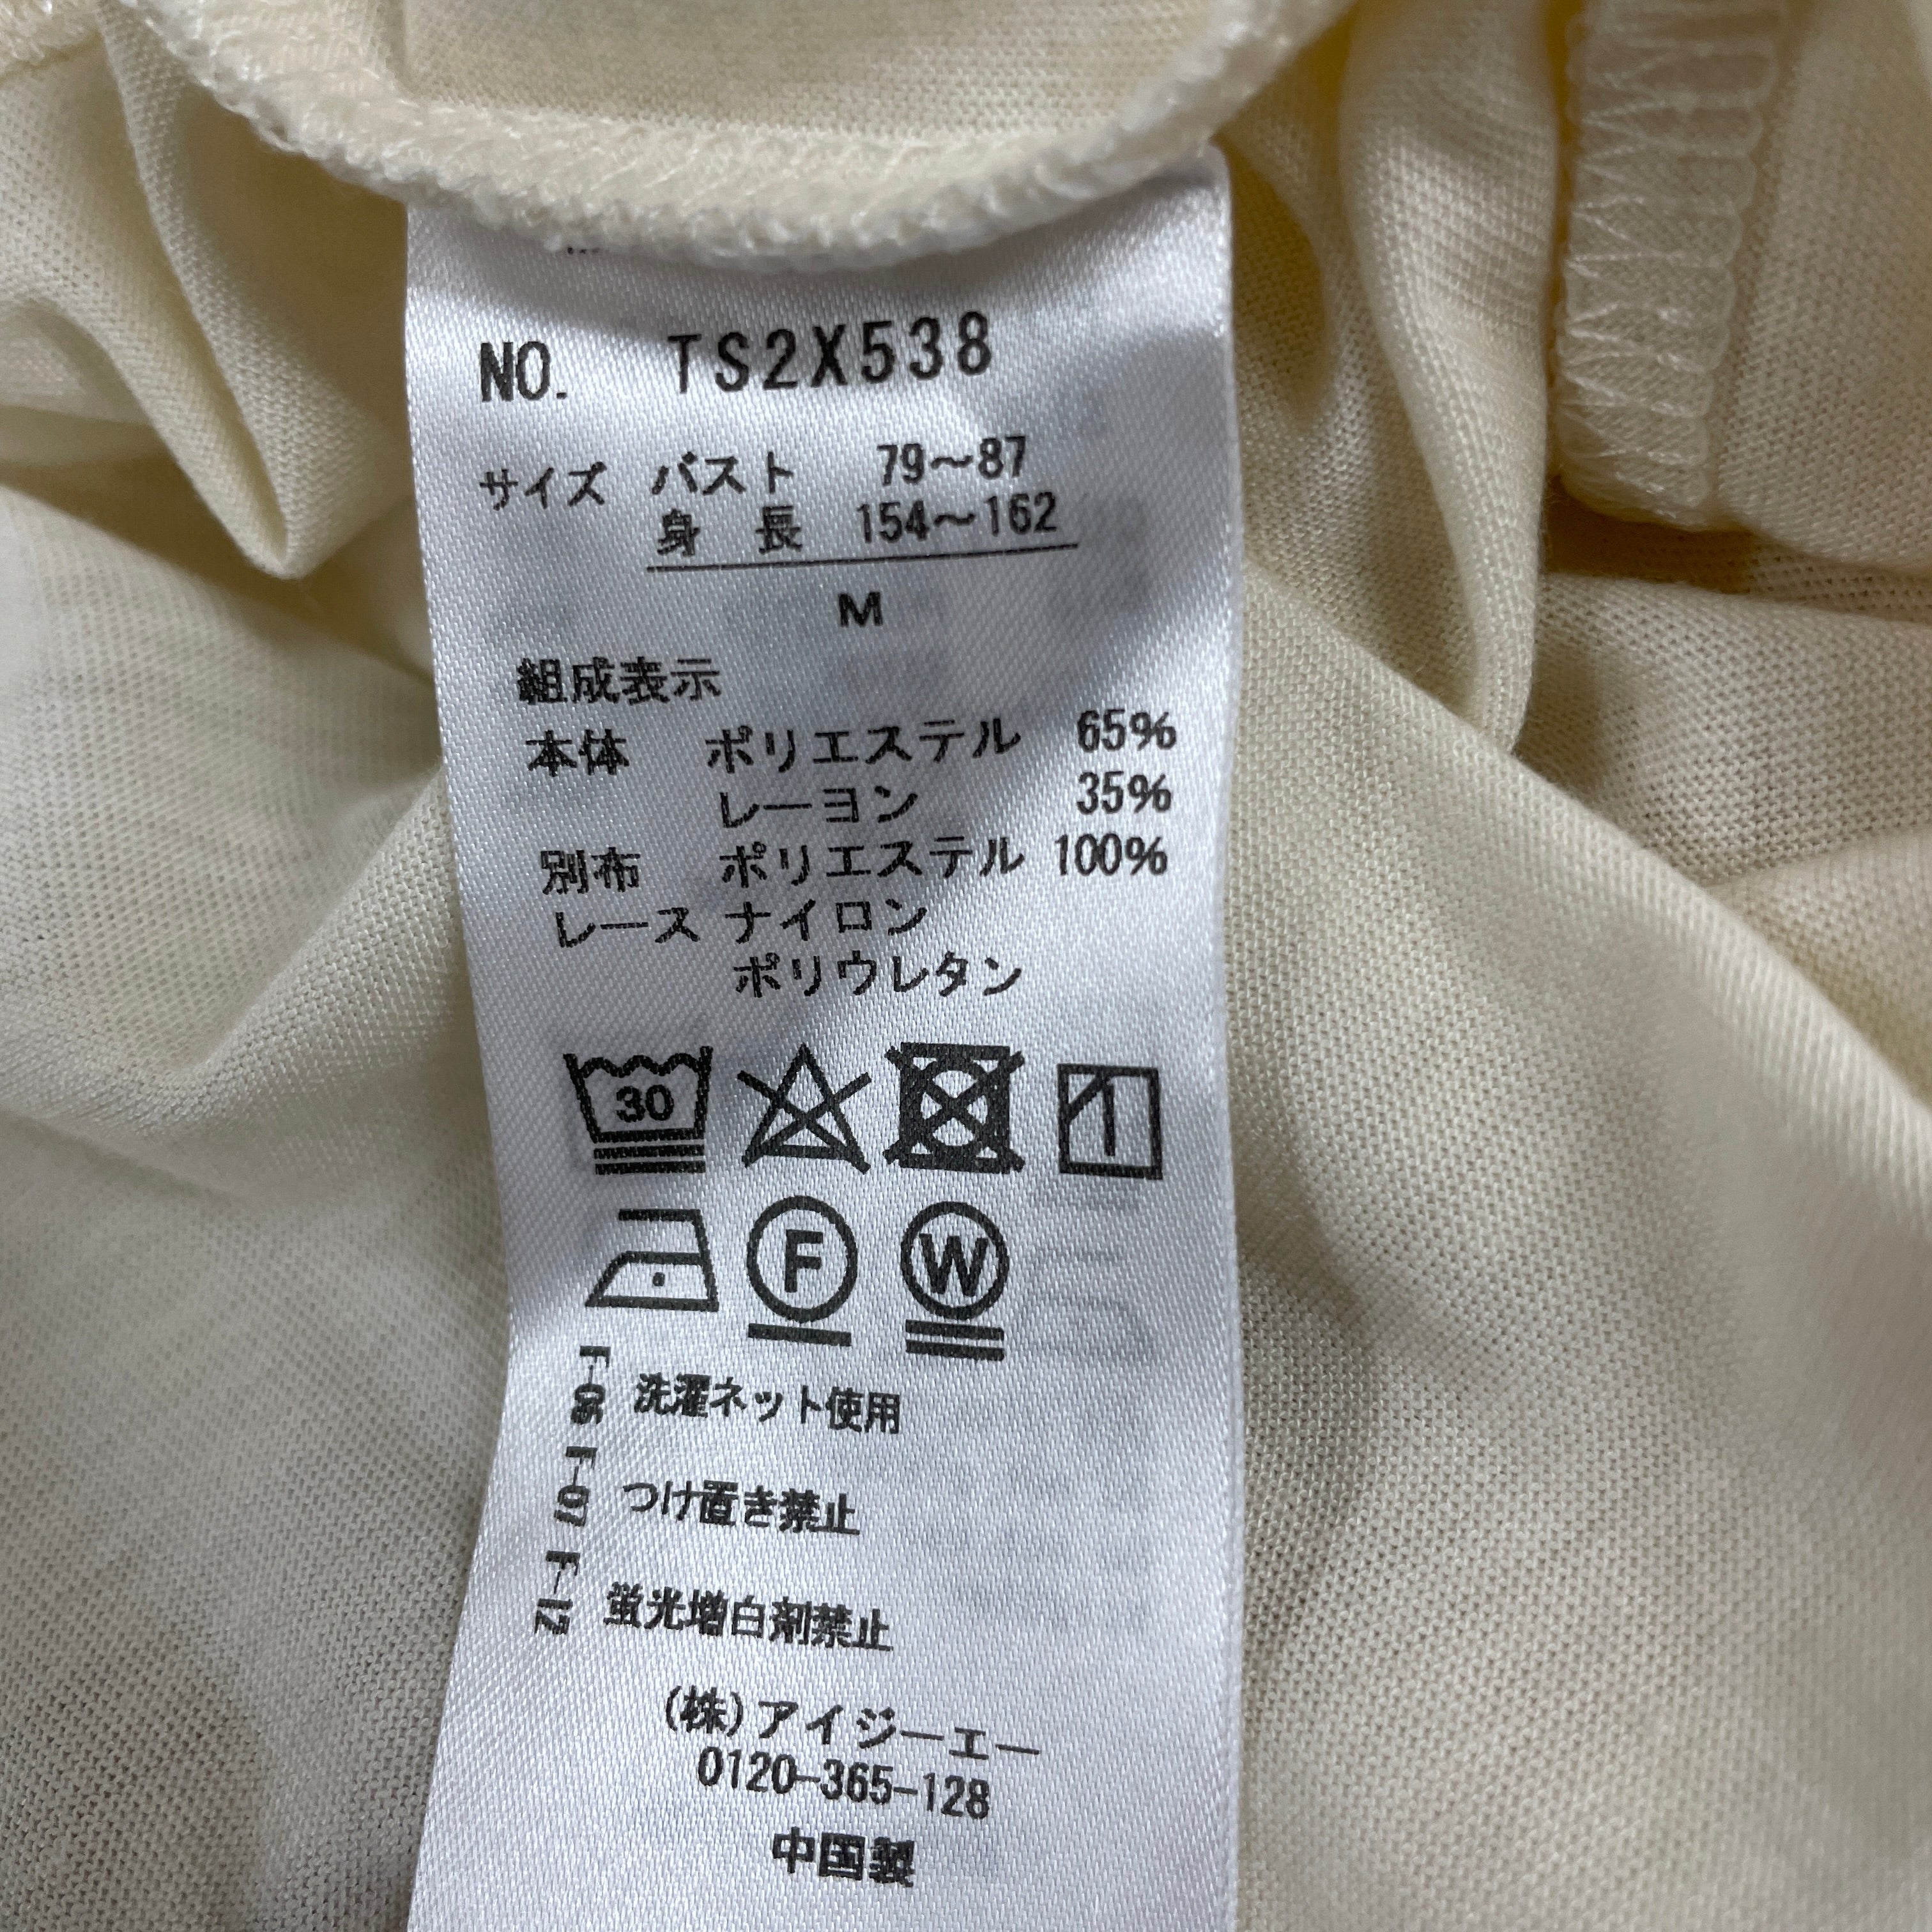 NO. TS2X538
サイズ バスト 79～87
身長 154～162
M
組成表示
本体 ポリエステル 65%
レーヨン 35%
別布 ポリエステル 100%
レース ナイロン
ポリウレタン
30
F W
洗濯ネット使用
つけ置き禁止
蛍光増白剤禁止
F-06 F-07 F-12
(株)アイジーエー
0120-365-128
中国製